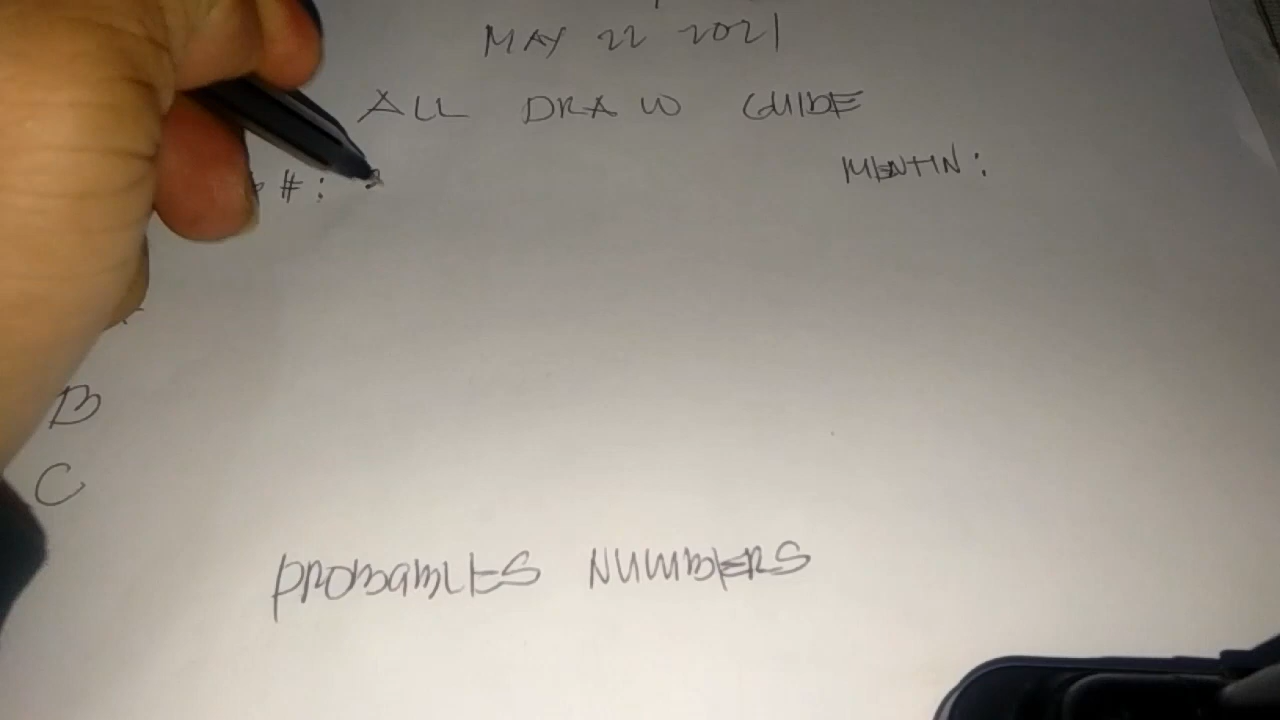 MAY 22 2021
ALL DRAW GUIDE
#:
MENTIN:
B
C
PROBABLES NUMBERS